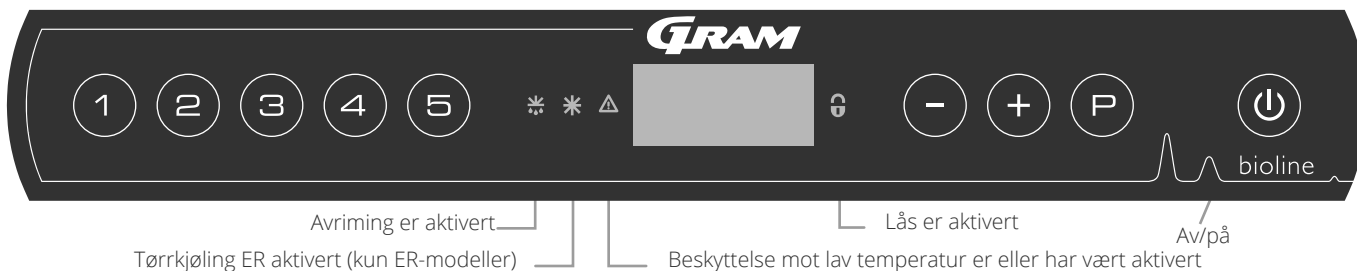 GRAM
1 2 3 4 5 - + P
bioline
Avriming er aktivert
Lås er aktivert
Av/på
Tørrkjøling ER aktivert (kun ER-modeller)
Beskyttelse mot lav temperatur er eller har vært aktivert